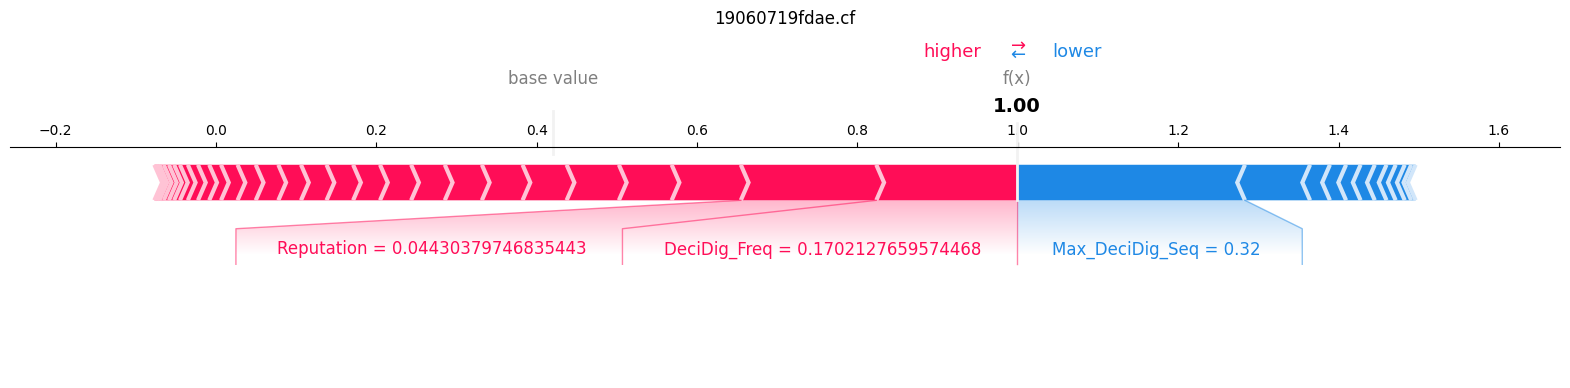 19060719fdae.cf
higher ⇄ lower
base value f(x)
1.00
−0.2 0.0 0.2 0.4 0.6 0.8 1.0 1.2 1.4 1.6
Reputation = 0.04430379746835443 DeciDig_Freq = 0.1702127659574468 Max_DeciDig_Seq = 0.32